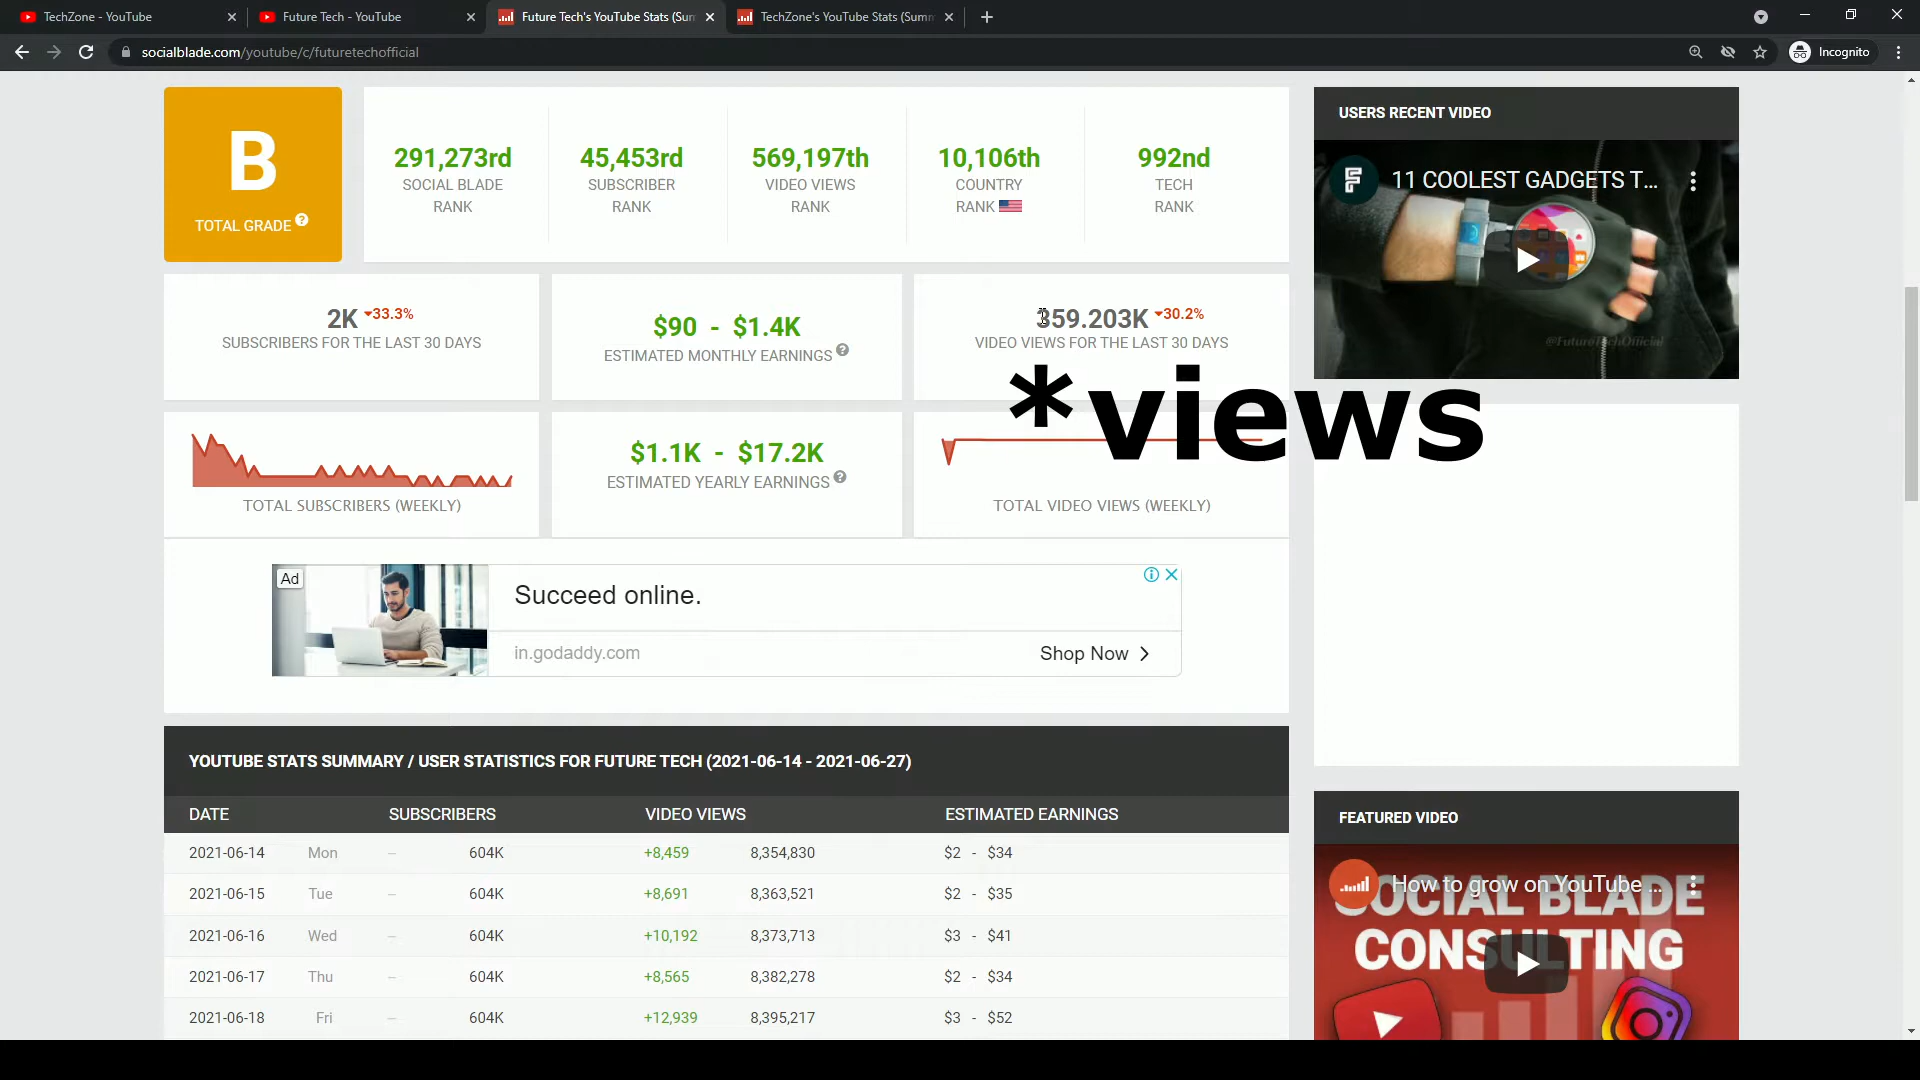 TechZone - YouTube
Future Tech - YouTube
Future Tech's YouTube Stats (Sum
TechZone's YouTube Stats (Summ
socialblade.com/youtube/c/futuretechofficial
Incognito
B
TOTAL GRADE ?
291,273rd
SOCIAL BLADE
RANK
45,453rd
SUBSCRIBER
RANK
569,197th
VIDEO VIEWS
RANK
10,106th
COUNTRY
RANK
992nd
TECH
RANK
USERS RECENT VIDEO
11 COOLEST GADGETS T...
@FutureTechOfficial
2K -33.3%
SUBSCRIBERS FOR THE LAST 30 DAYS
$90 - $1.4K
ESTIMATED MONTHLY EARNINGS ?
359.203K -30.2%
VIDEO VIEWS FOR THE LAST 30 DAYS
*views
TOTAL SUBSCRIBERS (WEEKLY)
$1.1K - $17.2K
ESTIMATED YEARLY EARNINGS ?
TOTAL VIDEO VIEWS (WEEKLY)
Ad
Succeed online.
in.godaddy.com
Shop Now
YOUTUBE STATS SUMMARY / USER STATISTICS FOR FUTURE TECH (2021-06-14 - 2021-06-27)
DATE SUBSCRIBERS VIDEO VIEWS ESTIMATED EARNINGS
2021-06-14 Mon -- 604K +8,459 8,354,830 $2 - $34
2021-06-15 Tue -- 604K +8,691 8,363,521 $2 - $35
2021-06-16 Wed -- 604K +10,192 8,373,713 $3 - $41
2021-06-17 Thu -- 604K +8,565 8,382,278 $2 - $34
2021-06-18 Fri -- 604K +12,939 8,395,217 $3 - $52
FEATURED VIDEO
How to grow on YouTube ...
SOCIAL BLADE
CONSULTING